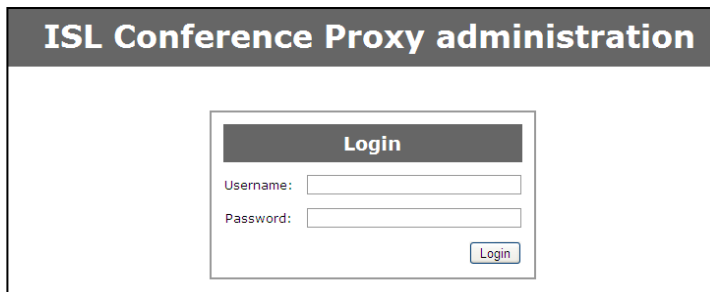 ISL Conference Proxy administration
Login
Username:
Password:
Login